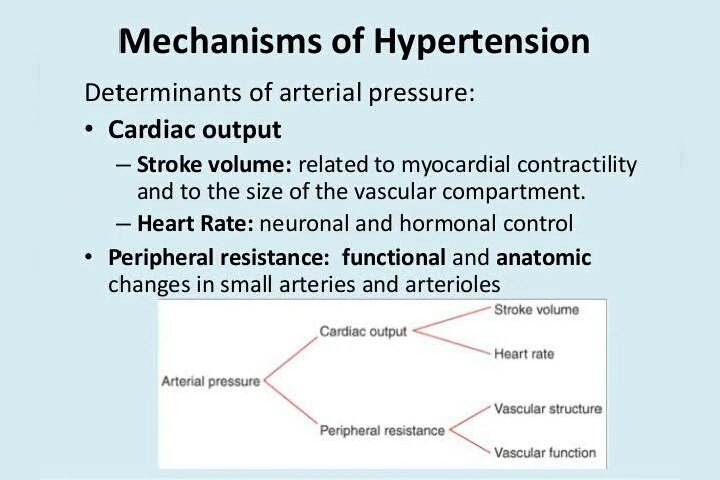 Mechanisms of Hypertension
Determinants of arterial pressure:
• Cardiac output
– Stroke volume: related to myocardial contractility
and to the size of the vascular compartment.
– Heart Rate: neuronal and hormonal control
• Peripheral resistance: functional and anatomic
changes in small arteries and arterioles
Stroke volume
Cardiac output
Heart rate
Arterial pressure
Vascular structure
Peripheral resistance
Vascular function